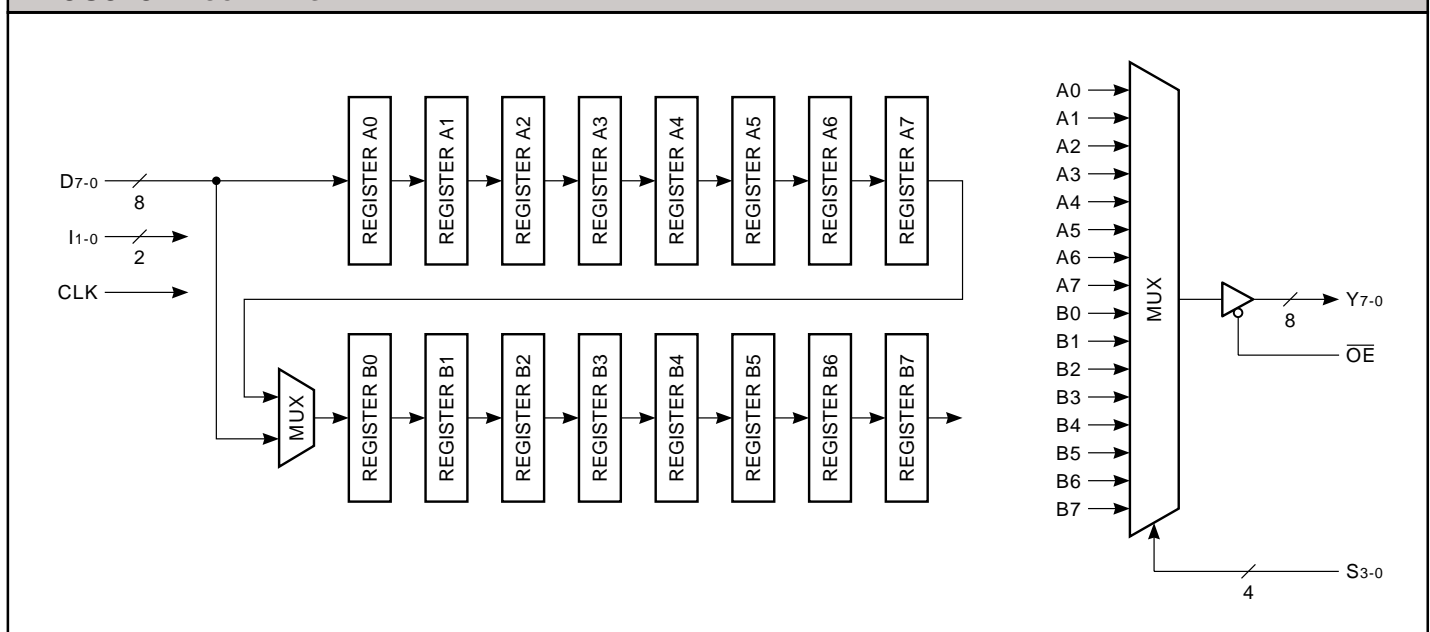 D7-0
8
I1-0
2
CLK
REGISTER A0
REGISTER A1
REGISTER A2
REGISTER A3
REGISTER A4
REGISTER A5
REGISTER A6
REGISTER A7
MUX
REGISTER B0
REGISTER B1
REGISTER B2
REGISTER B3
REGISTER B4
REGISTER B5
REGISTER B6
REGISTER B7
A0
A1
A2
A3
A4
A5
A6
A7
B0
B1
B2
B3
B4
B5
B6
B7
MUX
8
Y7-0
OE
S3-0
4